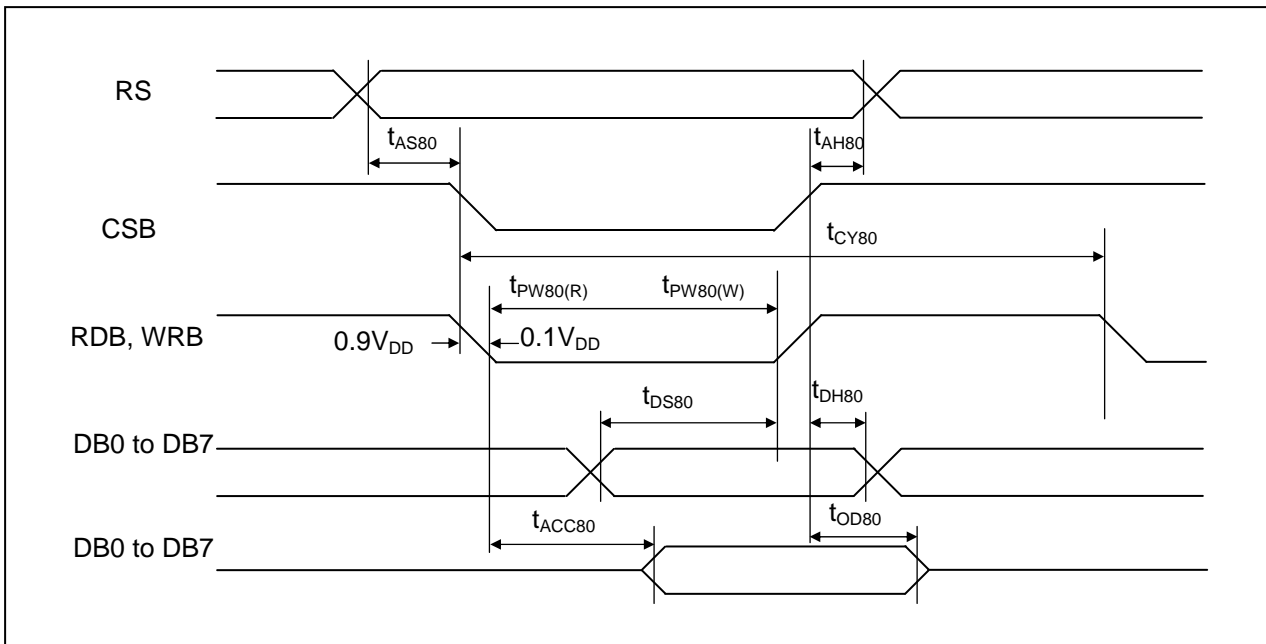 RS
tAS80
tAH80
CSB
tCY80
tPW80(R)
tPW80(W)
RDB, WRB
0.9VDD
0.1VDD
tDS80
tDH80
DB0 to DB7
tACC80
tOD80
DB0 to DB7